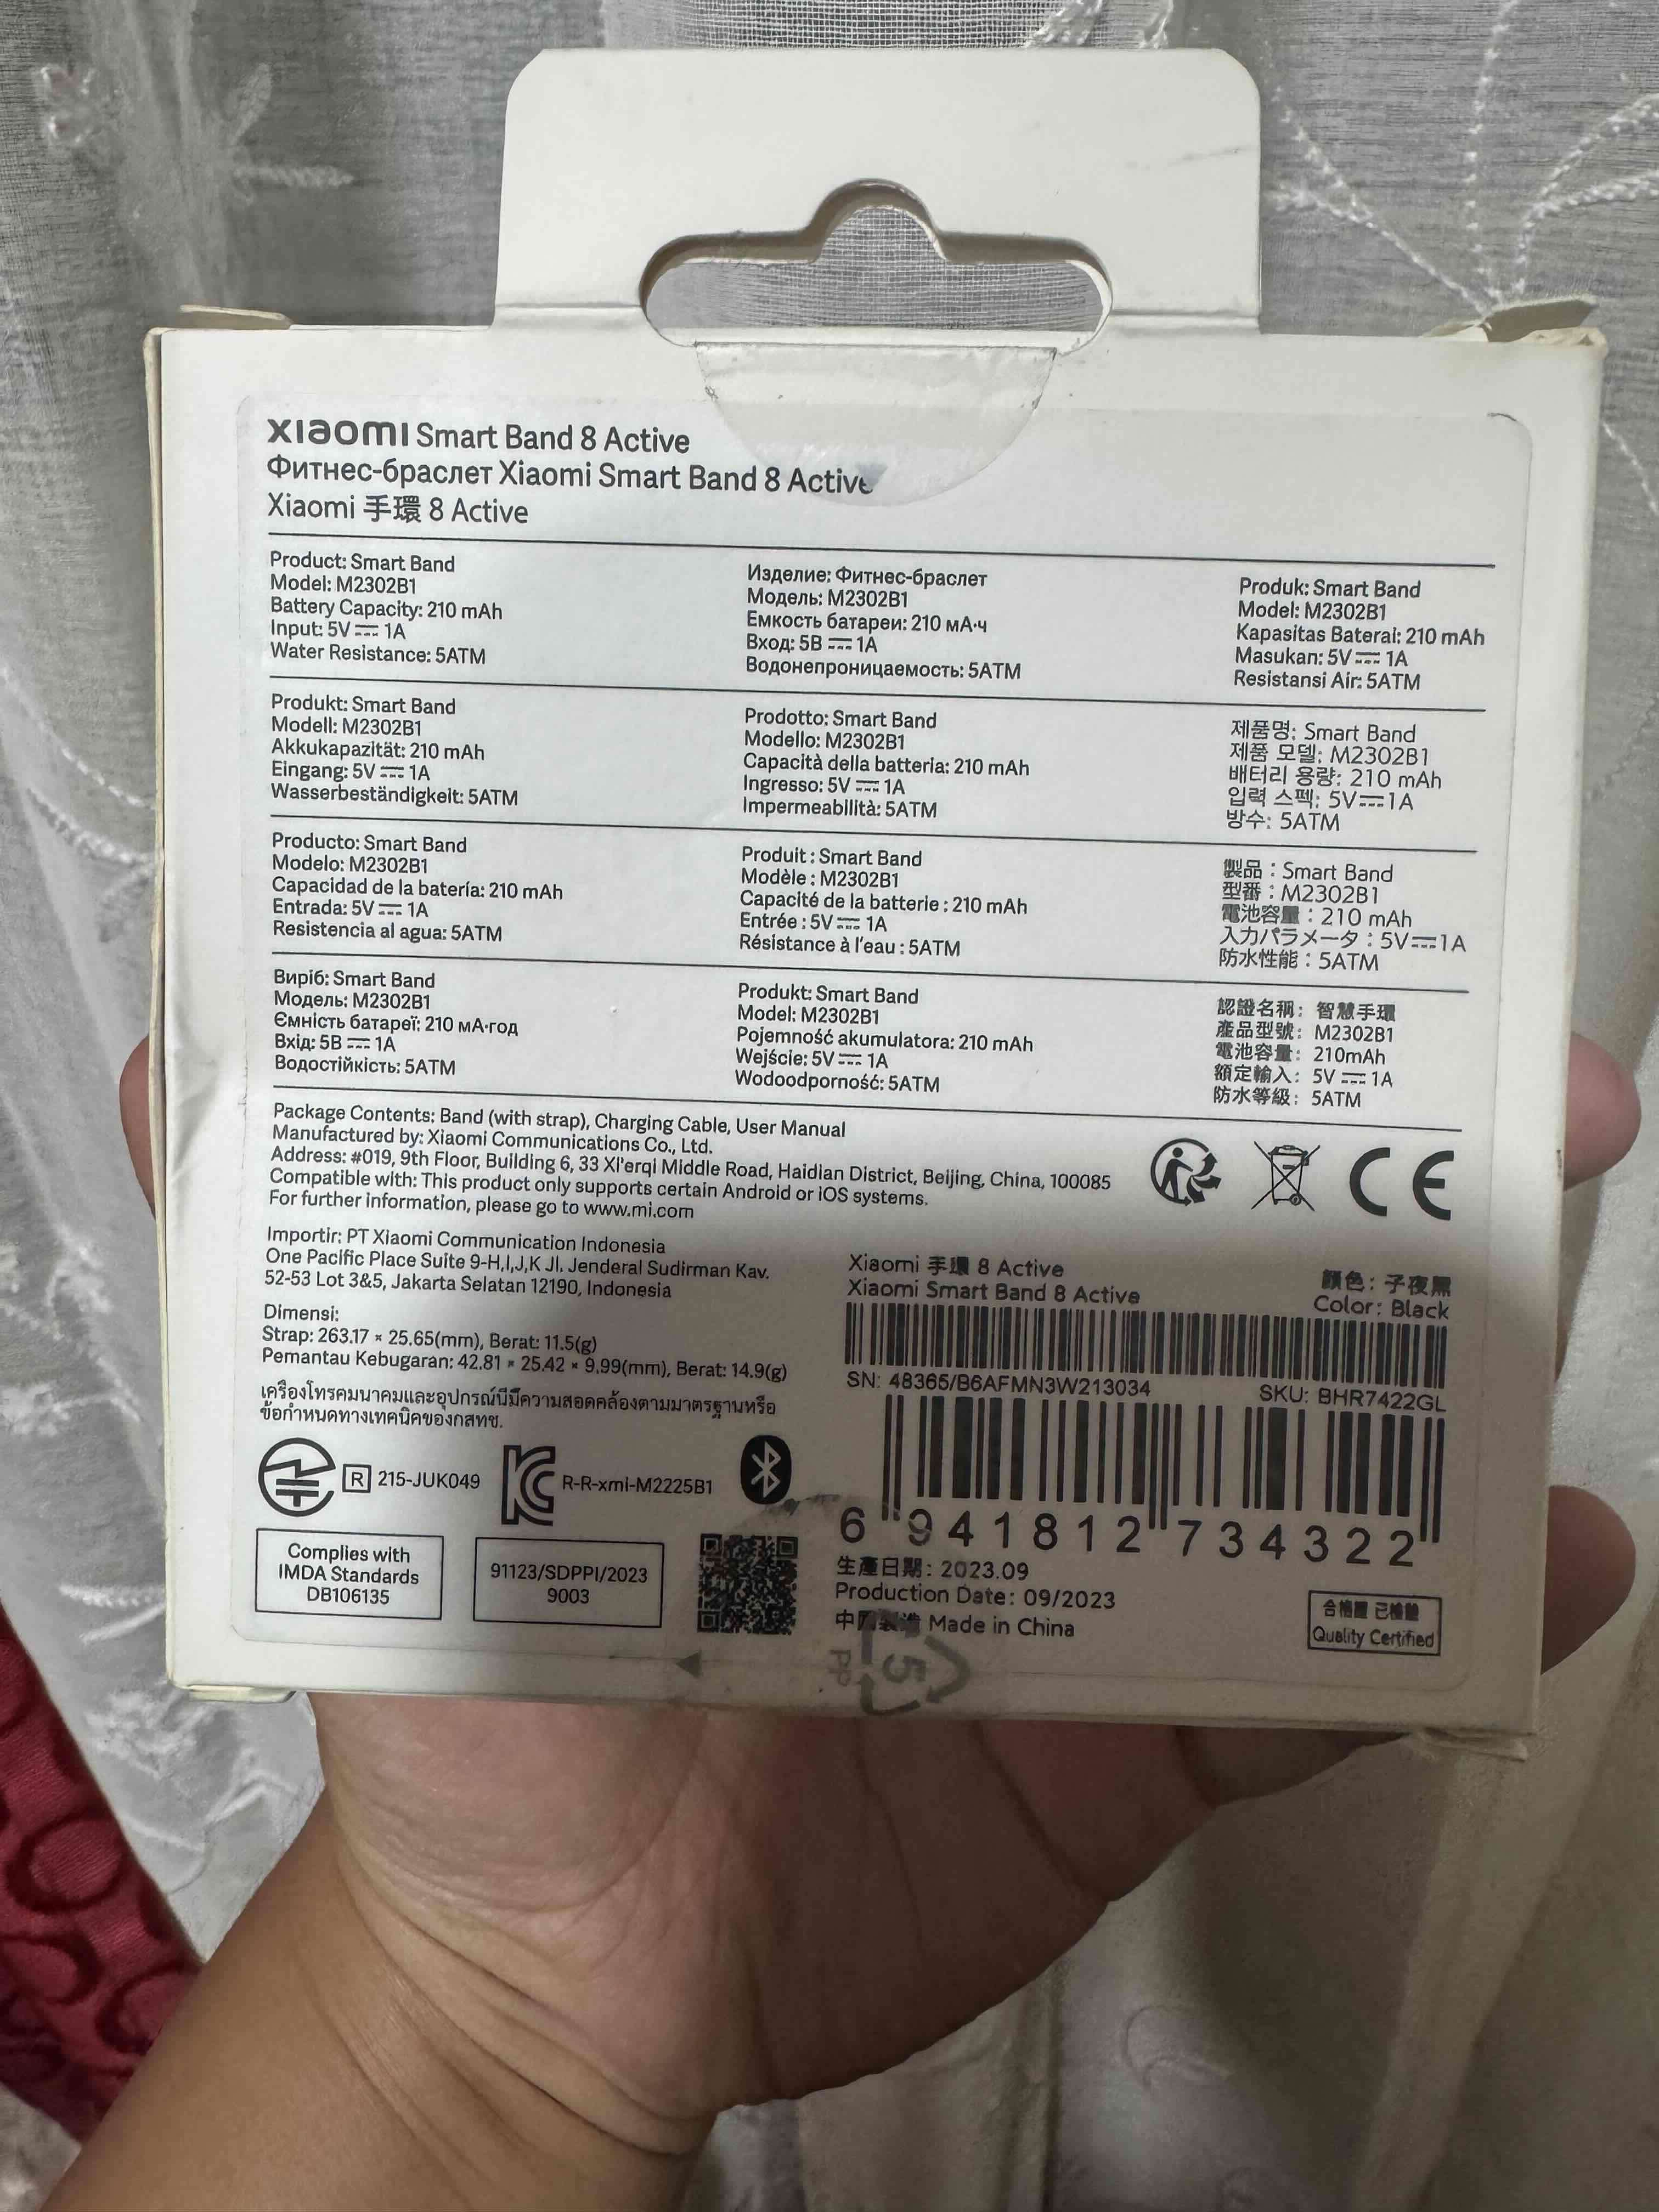 xiaomi Smart Band 8 Active
Фитнес-браслет Xiaomi Smart Band 8 Active
Xiaomi 手環 8 Active
Product: Smart Band
Model: M2302B1
Battery Capacity: 210 mAh
Input: 5V⎓1A
Water Resistance: 5ATM
Изделие: Фитнес-браслет
Модель: M2302B1
Емкость батареи: 210 мА·ч
Вход: 5В⎓1A
Водонепроницаемость: 5ATM
Produk: Smart Band
Model: M2302B1
Kapasitas Baterai: 210 mAh
Masukan: 5V⎓1A
Resistansi Air: 5ATM
Produkt: Smart Band
Modell: M2302B1
Akkukapazität: 210 mAh
Eingang: 5V⎓1A
Wasserbeständigkeit: 5ATM
Prodotto: Smart Band
Modello: M2302B1
Capacità della batteria: 210 mAh
Ingresso: 5V⎓1A
Impermeabilità: 5ATM
제품명: Smart Band
제품 모델: M2302B1
배터리 용량: 210 mAh
입력 스펙: 5V⎓1A
방수: 5ATM
Producto: Smart Band
Modelo: M2302B1
Capacidad de la batería: 210 mAh
Entrada: 5V⎓1A
Resistencia al agua: 5ATM
Produit : Smart Band
Modèle : M2302B1
Capacité de la batterie : 210 mAh
Entrée : 5V⎓1A
Résistance à l'eau : 5ATM
製品：Smart Band
型番：M2302B1
電池容量：210 mAh
入力パラメータ：5V⎓1A
防水性能：5ATM
Виріб: Smart Band
Модель: M2302B1
Ємність батареї: 210 мА·год
Вхід: 5В⎓1A
Водостійкість: 5ATM
Produkt: Smart Band
Model: M2302B1
Pojemność akumulatora: 210 mAh
Wejście: 5V⎓1A
Wodoodporność: 5ATM
認證名稱： 智慧手環
產品型號： M2302B1
電池容量： 210mAh
額定輸入： 5V⎓1A
防水等級： 5ATM
Package Contents: Band (with strap), Charging Cable, User Manual
Manufactured by: Xiaomi Communications Co., Ltd.
Address: #019, 9th Floor, Building 6, 33 Xi'erqi Middle Road, Haidian District, Beijing, China, 100085
Compatible with: This product only supports certain Android or iOS systems.
For further information, please go to www.mi.com
CE
Importir: PT Xiaomi Communication Indonesia
One Pacific Place Suite 9-H,I,J,K Jl. Jenderal Sudirman Kav.
52-53 Lot 3&5, Jakarta Selatan 12190, Indonesia
Dimensi:
Strap: 263.17 × 25.65(mm), Berat: 11.5(g)
Pemantau Kebugaran: 42.81 × 25.42 × 9.99(mm), Berat: 14.9(g)
เครื่องโทรคมนาคมและอุปกรณ์นี้มีความสอดคล้องตามมาตรฐานหรือ
ข้อกำหนดทางเทคนิคของกสทช.
R 215-JUK049
R-R-xmi-M2225B1
Complies with
IMDA Standards
DB106135
91123/SDPPI/2023
9003
Xiaomi 手環 8 Active
Xiaomi Smart Band 8 Active
顏色：子夜黑
Color: Black
SN: 48365/B6AFMN3W213034
SKU: BHR7422GL
6 941812 734322
生產日期: 2023.09
Production Date: 09/2023
中國製造 Made in China
合格證 已檢驗
Quality Certified
5
PP